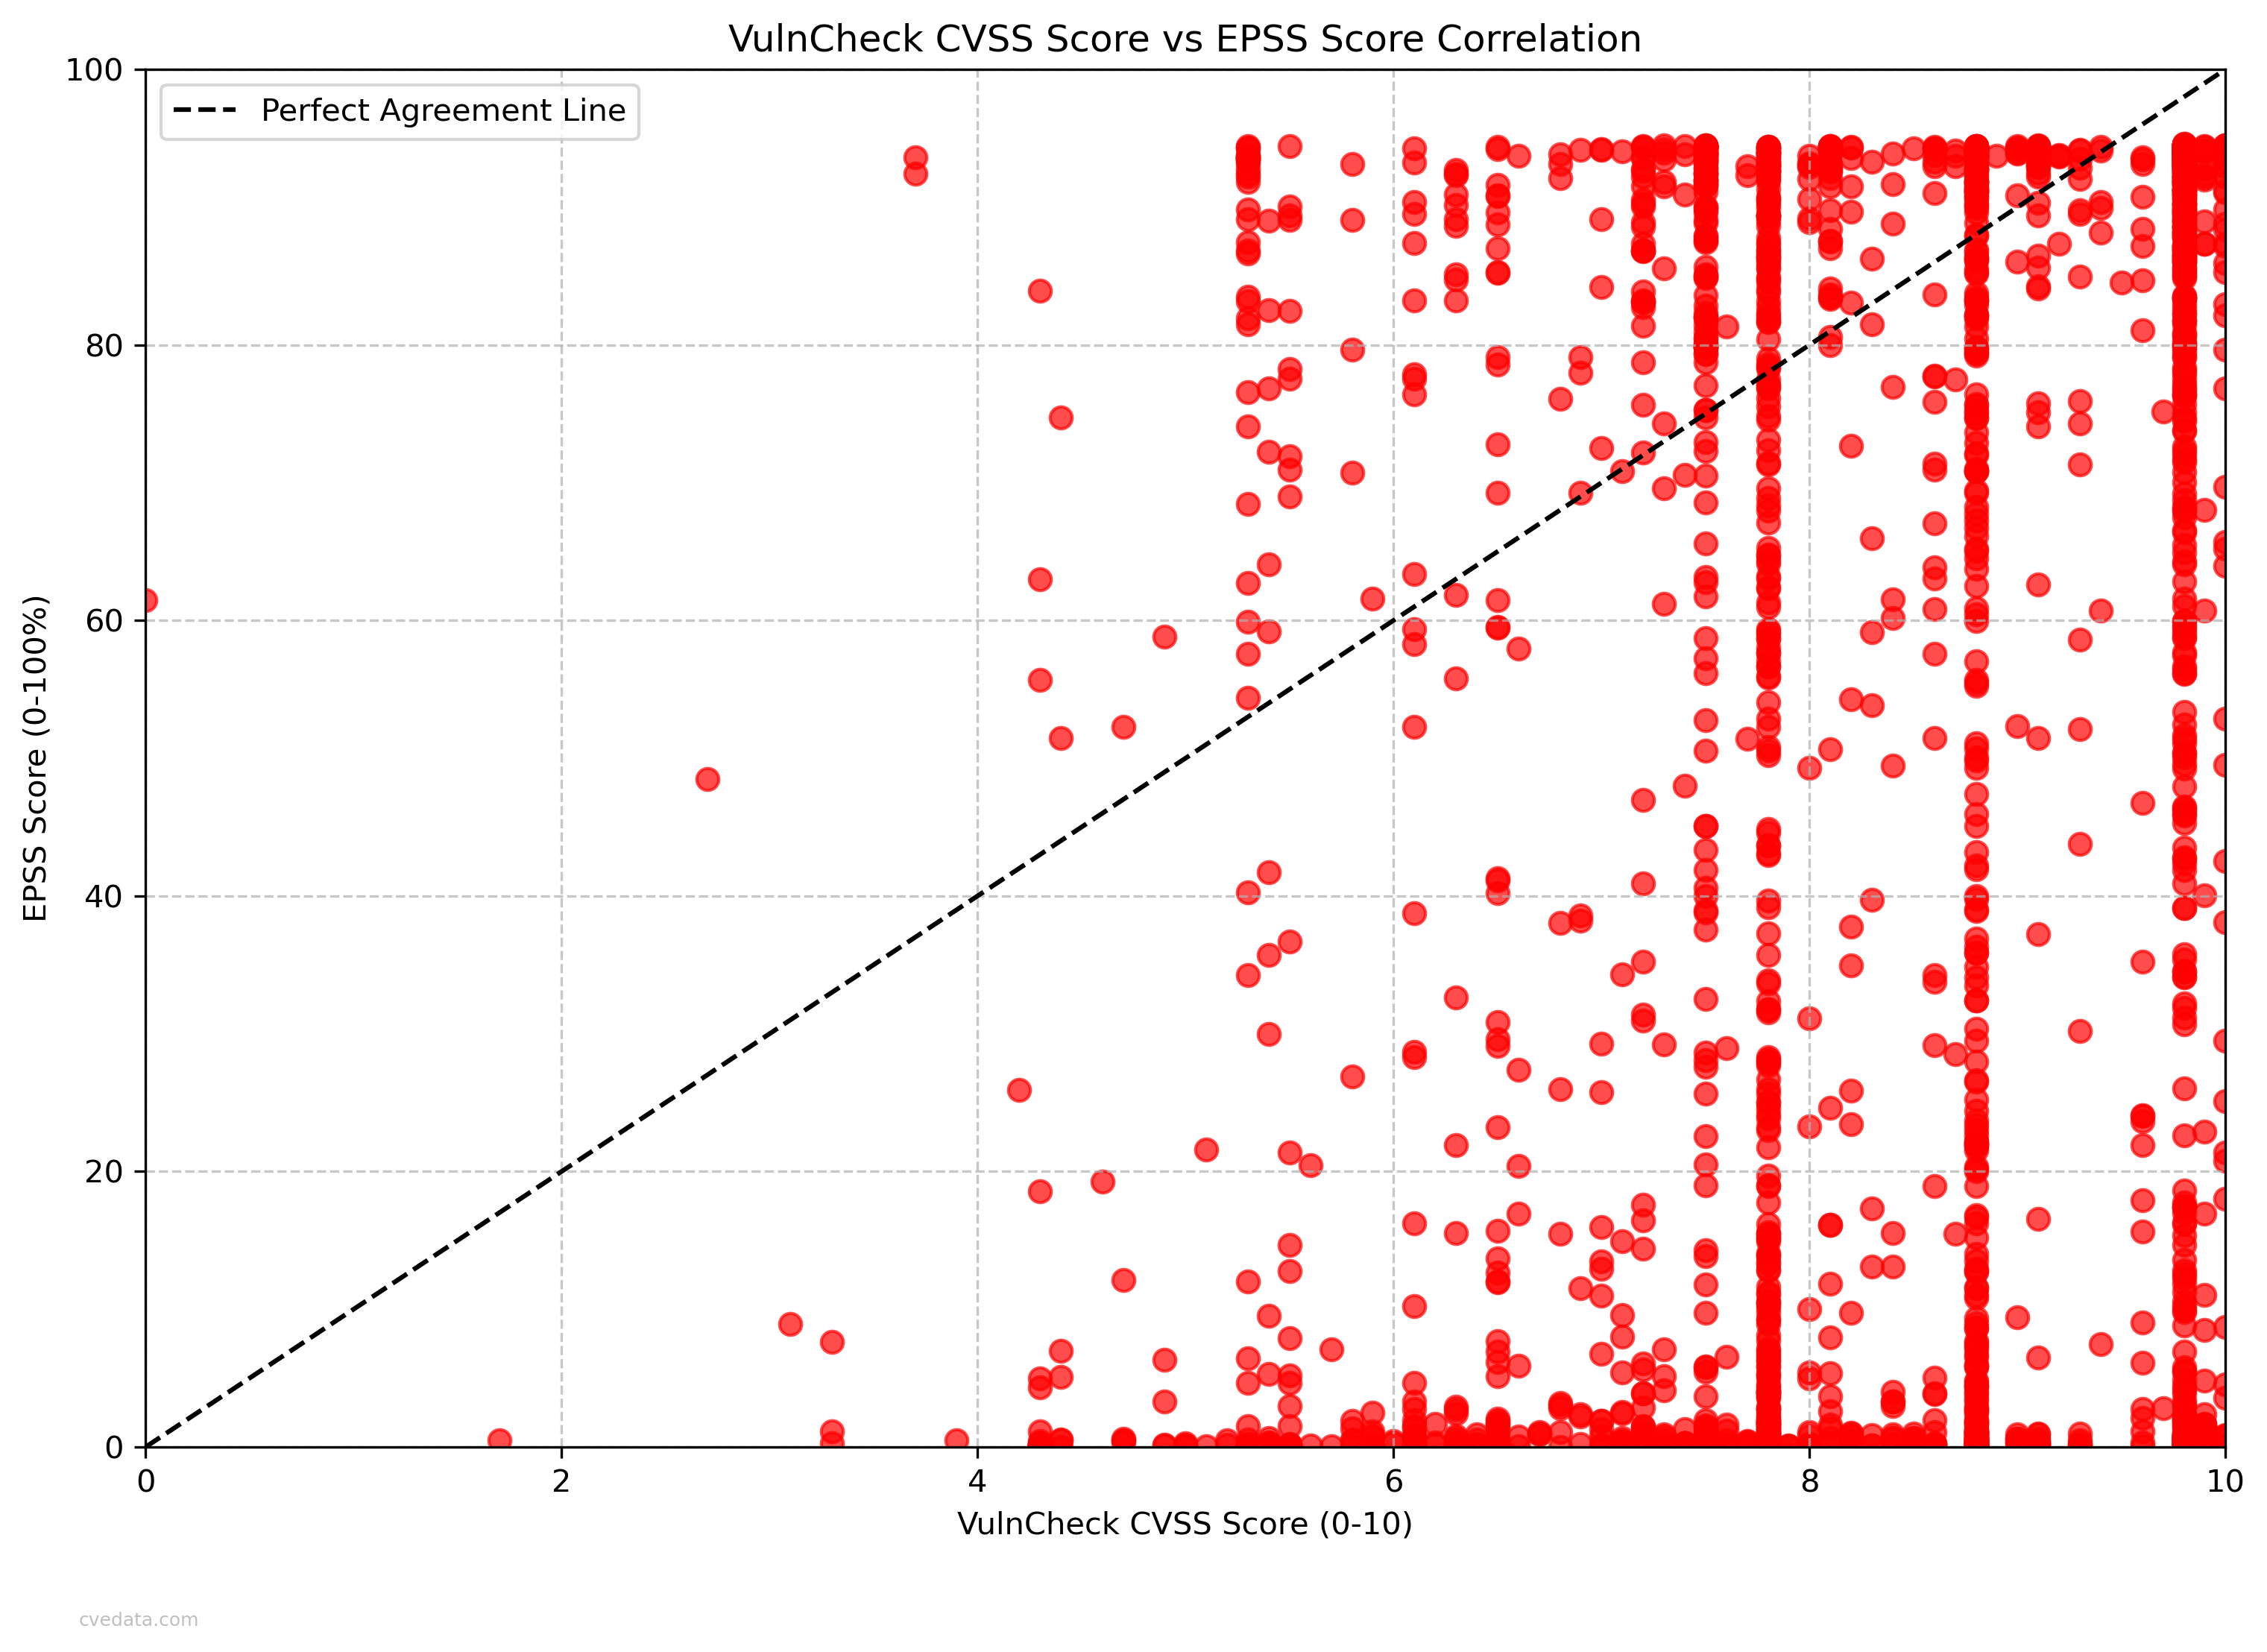 VulnCheck CVSS Score vs EPSS Score Correlation
Perfect Agreement Line
100
80
60
40
20
0
EPSS Score (0-100%)
0 2 4 6 8 10
VulnCheck CVSS Score (0-10)
cvedata.com